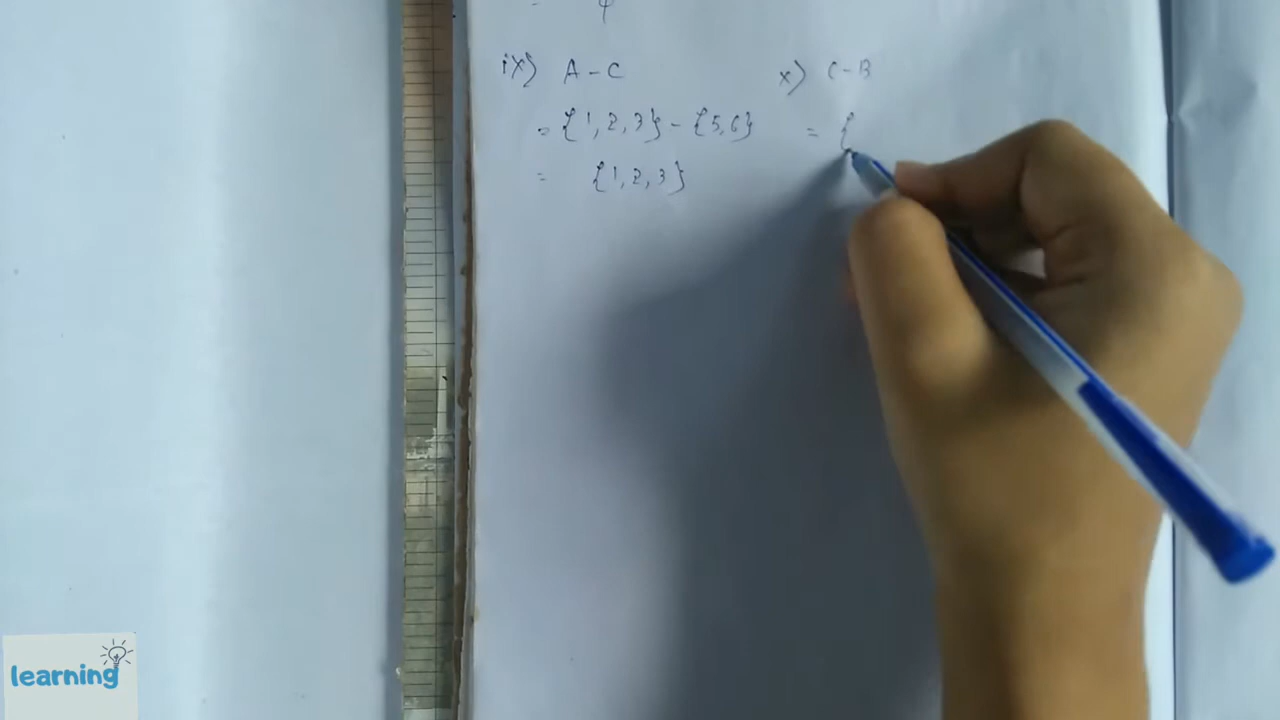 = φ
ix) A - C
= {1, 2, 3} - {5, 6}
= {1, 2, 3}
x) C - B
= {
learning